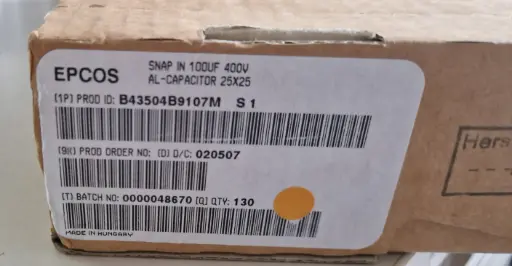 EPCOS
SNAP IN 100UF 400V
AL-CAPACITOR 25X25
[1P] PROD ID: B43504B9107M S 1
[9K] PROD ORDER NO: [D] D/C: 020507
[T] BATCH NO: 0000048670 [Q] QTY: 130
MADE IN HUNGARY
Hers